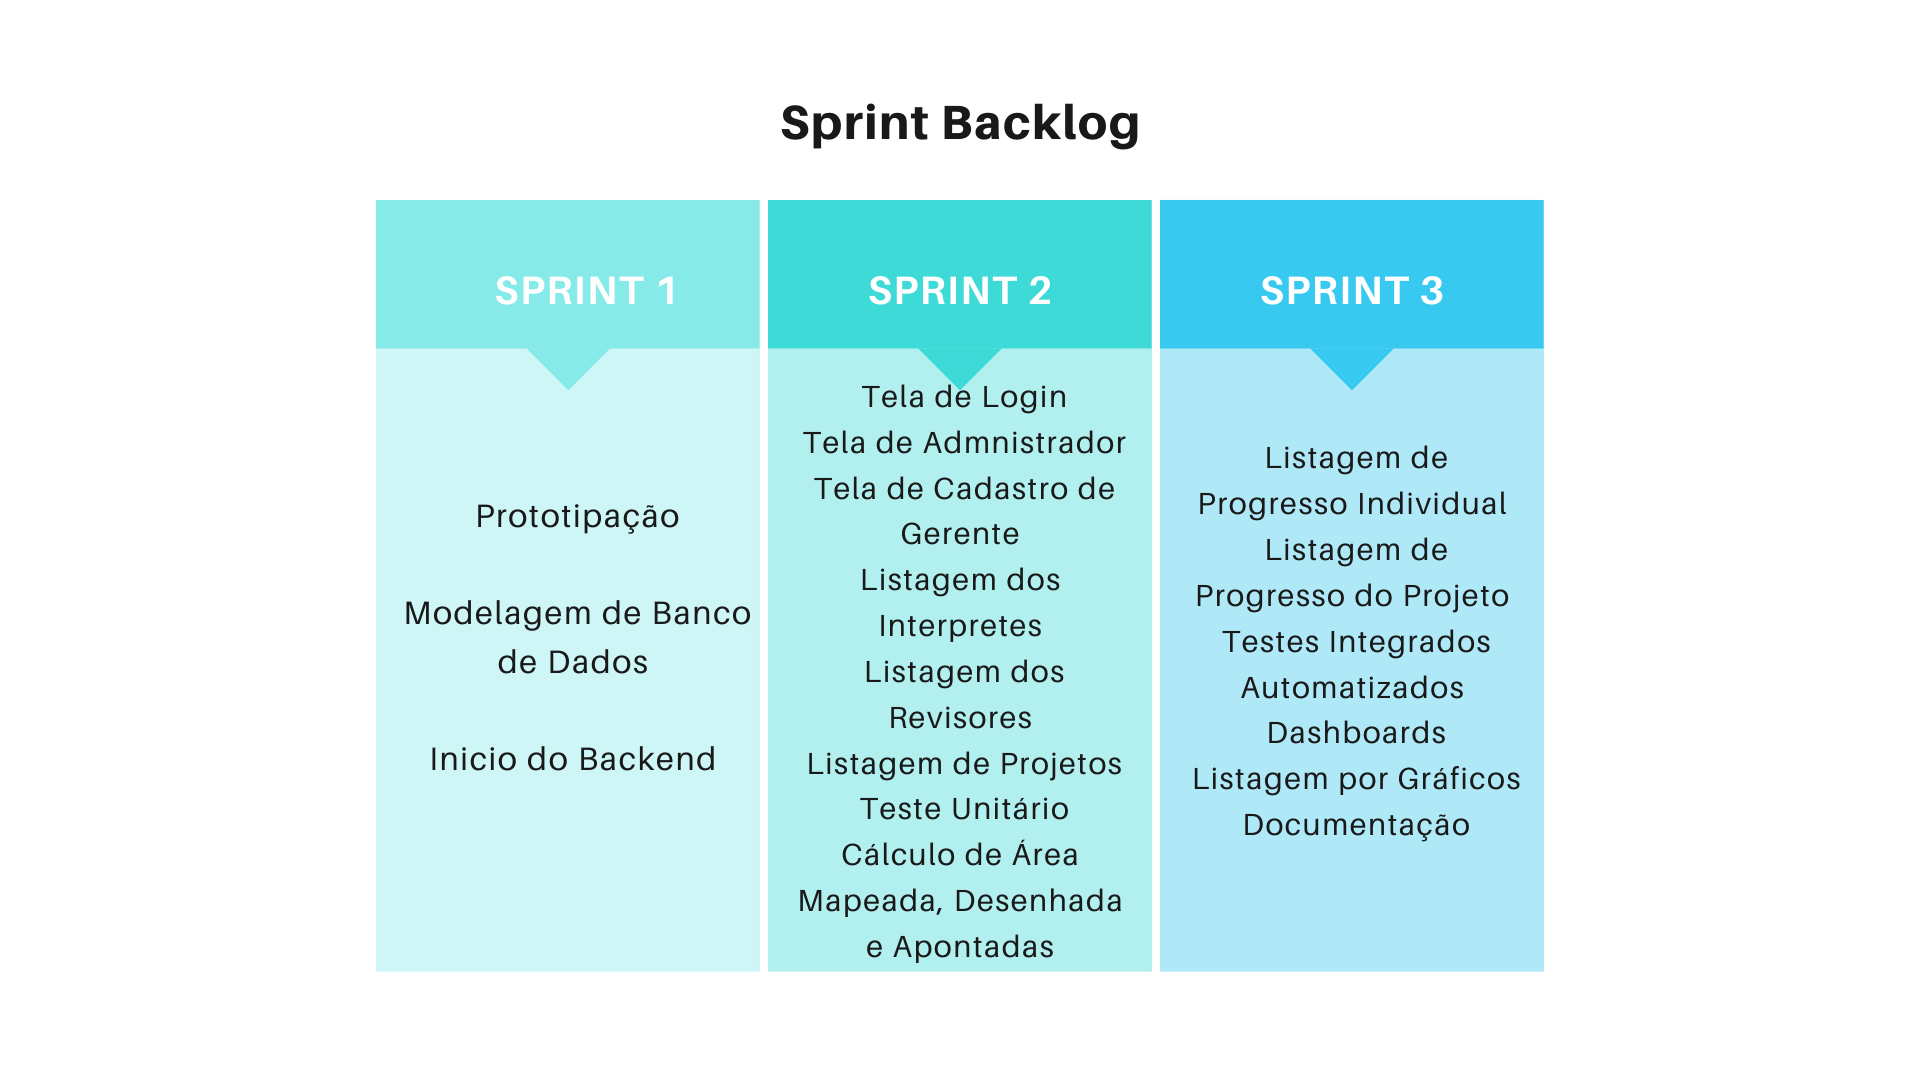 Sprint Backlog
SPRINT 1
Prototipação
Modelagem de Banco
de Dados
Inicio do Backend
SPRINT 2
Tela de Login
Tela de Admnistrador
Tela de Cadastro de
Gerente
Listagem dos
Interpretes
Listagem dos
Revisores
Listagem de Projetos
Teste Unitário
Cálculo de Área
Mapeada, Desenhada
e Apontadas
SPRINT 3
Listagem de
Progresso Individual
Listagem de
Progresso do Projeto
Testes Integrados
Automatizados
Dashboards
Listagem por Gráficos
Documentação